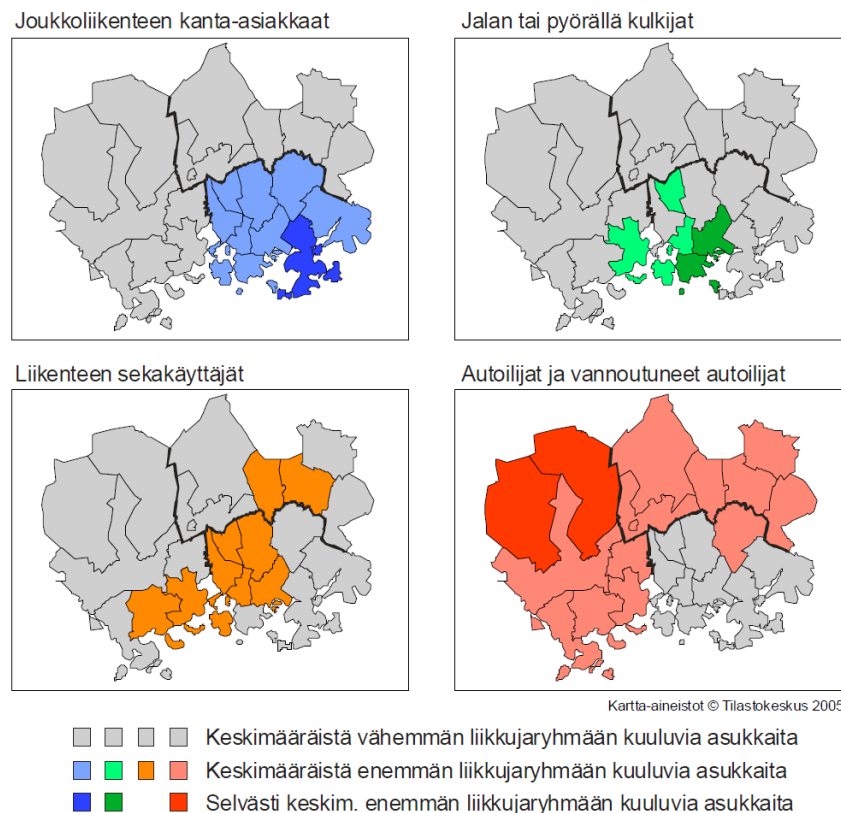 Joukkoliikenteen kanta-asiakkaat
Jalan tai pyörällä kulkijat
Liikenteen sekakäyttäjät
Autoilijat ja vannoutuneet autoilijat
Kartta-aineistot © Tilastokeskus 2005
Keskimääräistä vähemmän liikkujaryhmään kuuluvia asukkaita
Keskimääräistä enemmän liikkujaryhmään kuuluvia asukkaita
Selvästi keskim. enemmän liikkujaryhmään kuuluvia asukkaita